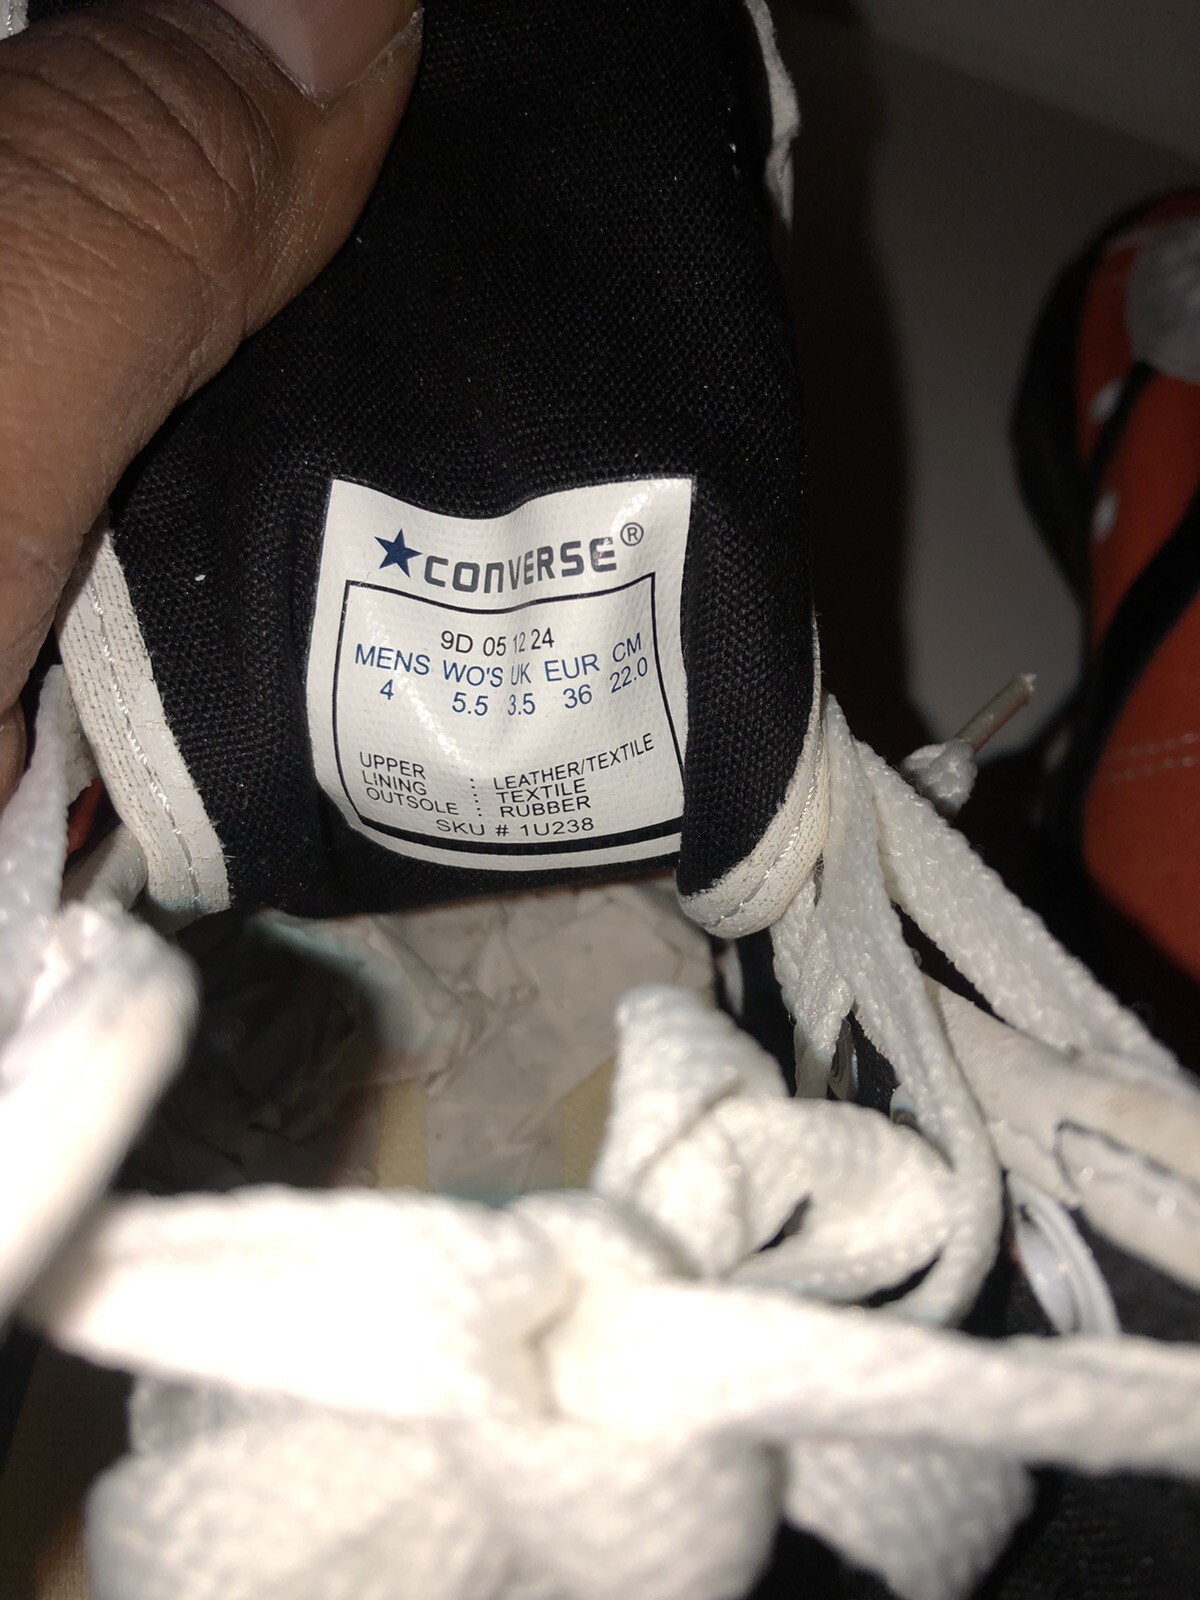 ★CONVERSE®
9D 05 12 24
MENS WO'S UK EUR CM
4 5.5 3.5 36 22.0
UPPER : LEATHER/TEXTILE
LINING : TEXTILE
OUTSOLE : RUBBER
SKU # 1U238